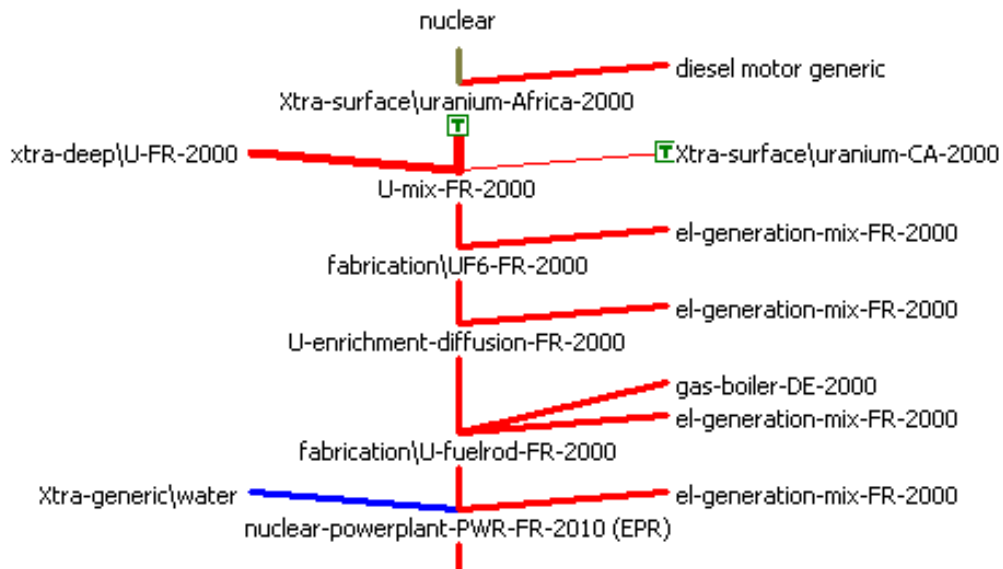 nuclear
diesel motor generic
Xtra-surface\uranium-Africa-2000
T
xtra-deep\U-FR-2000
T Xtra-surface\uranium-CA-2000
U-mix-FR-2000
el-generation-mix-FR-2000
fabrication\UF6-FR-2000
el-generation-mix-FR-2000
U-enrichment-diffusion-FR-2000
gas-boiler-DE-2000
el-generation-mix-FR-2000
fabrication\U-fuelrod-FR-2000
Xtra-generic\water
el-generation-mix-FR-2000
nuclear-powerplant-PWR-FR-2010 (EPR)